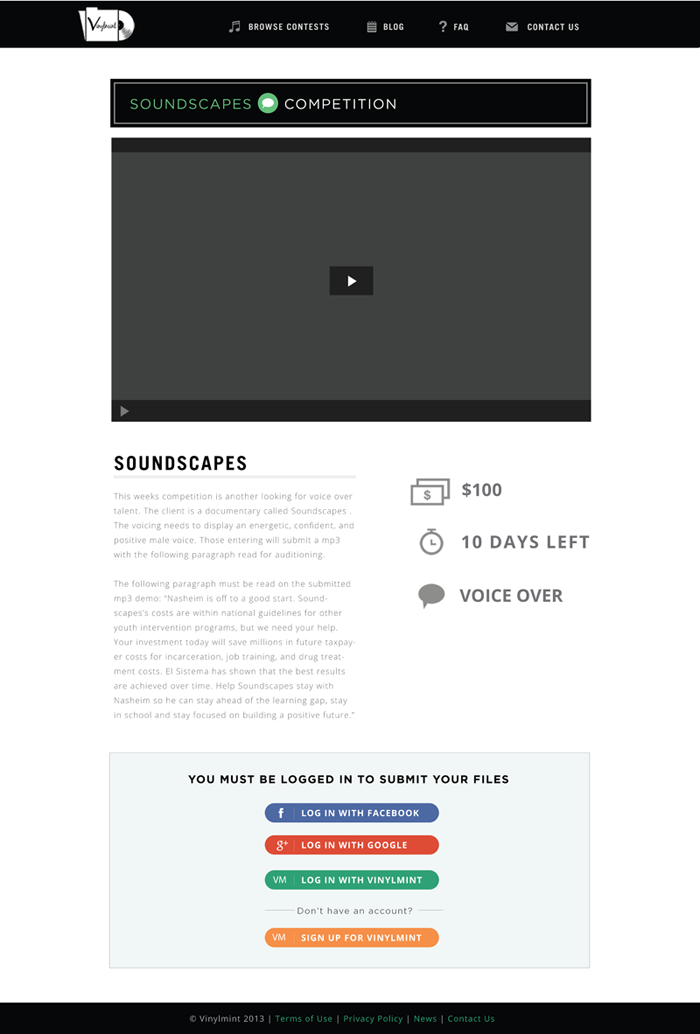 Vinylmint
BROWSE CONTESTS
BLOG
? FAQ
CONTACT US
SOUNDSCAPES COMPETITION
SOUNDSCAPES
This weeks competition is another looking for voice over
talent. The client is a documentary called Soundscapes .
The voicing needs to display an energetic, confident, and
positive male voice. Those entering will submit a mp3
with the following paragraph read for auditioning.
The following paragraph must be read on the submitted
mp3 demo: “Nasheim is off to a good start. Sound-
scapes’s costs are within national guidelines for other
youth intervention programs, but we need your help.
Your investment today will save millions in future taxpay-
er costs for incarceration, job training, and drug treat-
ment costs. El Sistema has shown that the best results
are achieved over time. Help Soundscapes stay with
Nasheim so he can stay ahead of the learning gap, stay
in school and stay focused on building a positive future.”
$ $100
10 DAYS LEFT
VOICE OVER
YOU MUST BE LOGGED IN TO SUBMIT YOUR FILES
f LOG IN WITH FACEBOOK
g+ LOG IN WITH GOOGLE
VM LOG IN WITH VINYLMINT
Don't have an account?
VM SIGN UP FOR VINYLMINT
© Vinylmint 2013 | Terms of Use | Privacy Policy | News | Contact Us